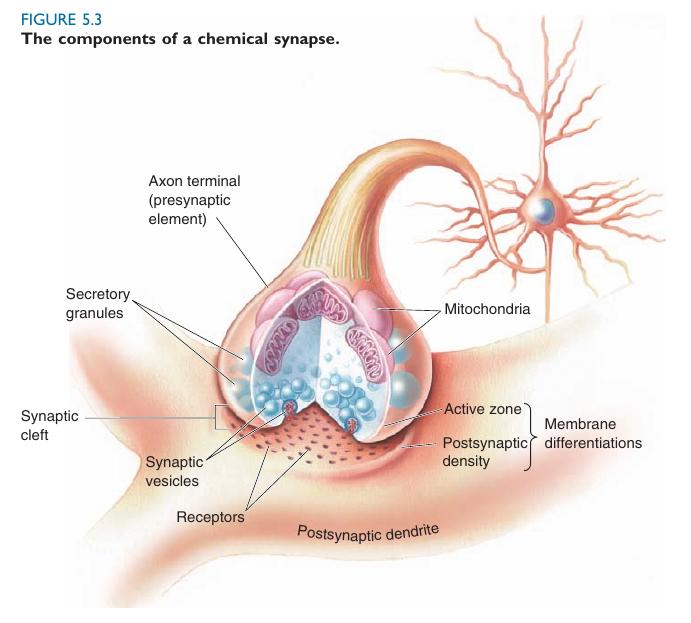 FIGURE 5.3
The components of a chemical synapse.
Axon terminal
(presynaptic
element)
Secretory
granules
Mitochondria
Synaptic
cleft
Active zone
Membrane
differentiations
Postsynaptic
density
Synaptic
vesicles
Receptors
Postsynaptic dendrite